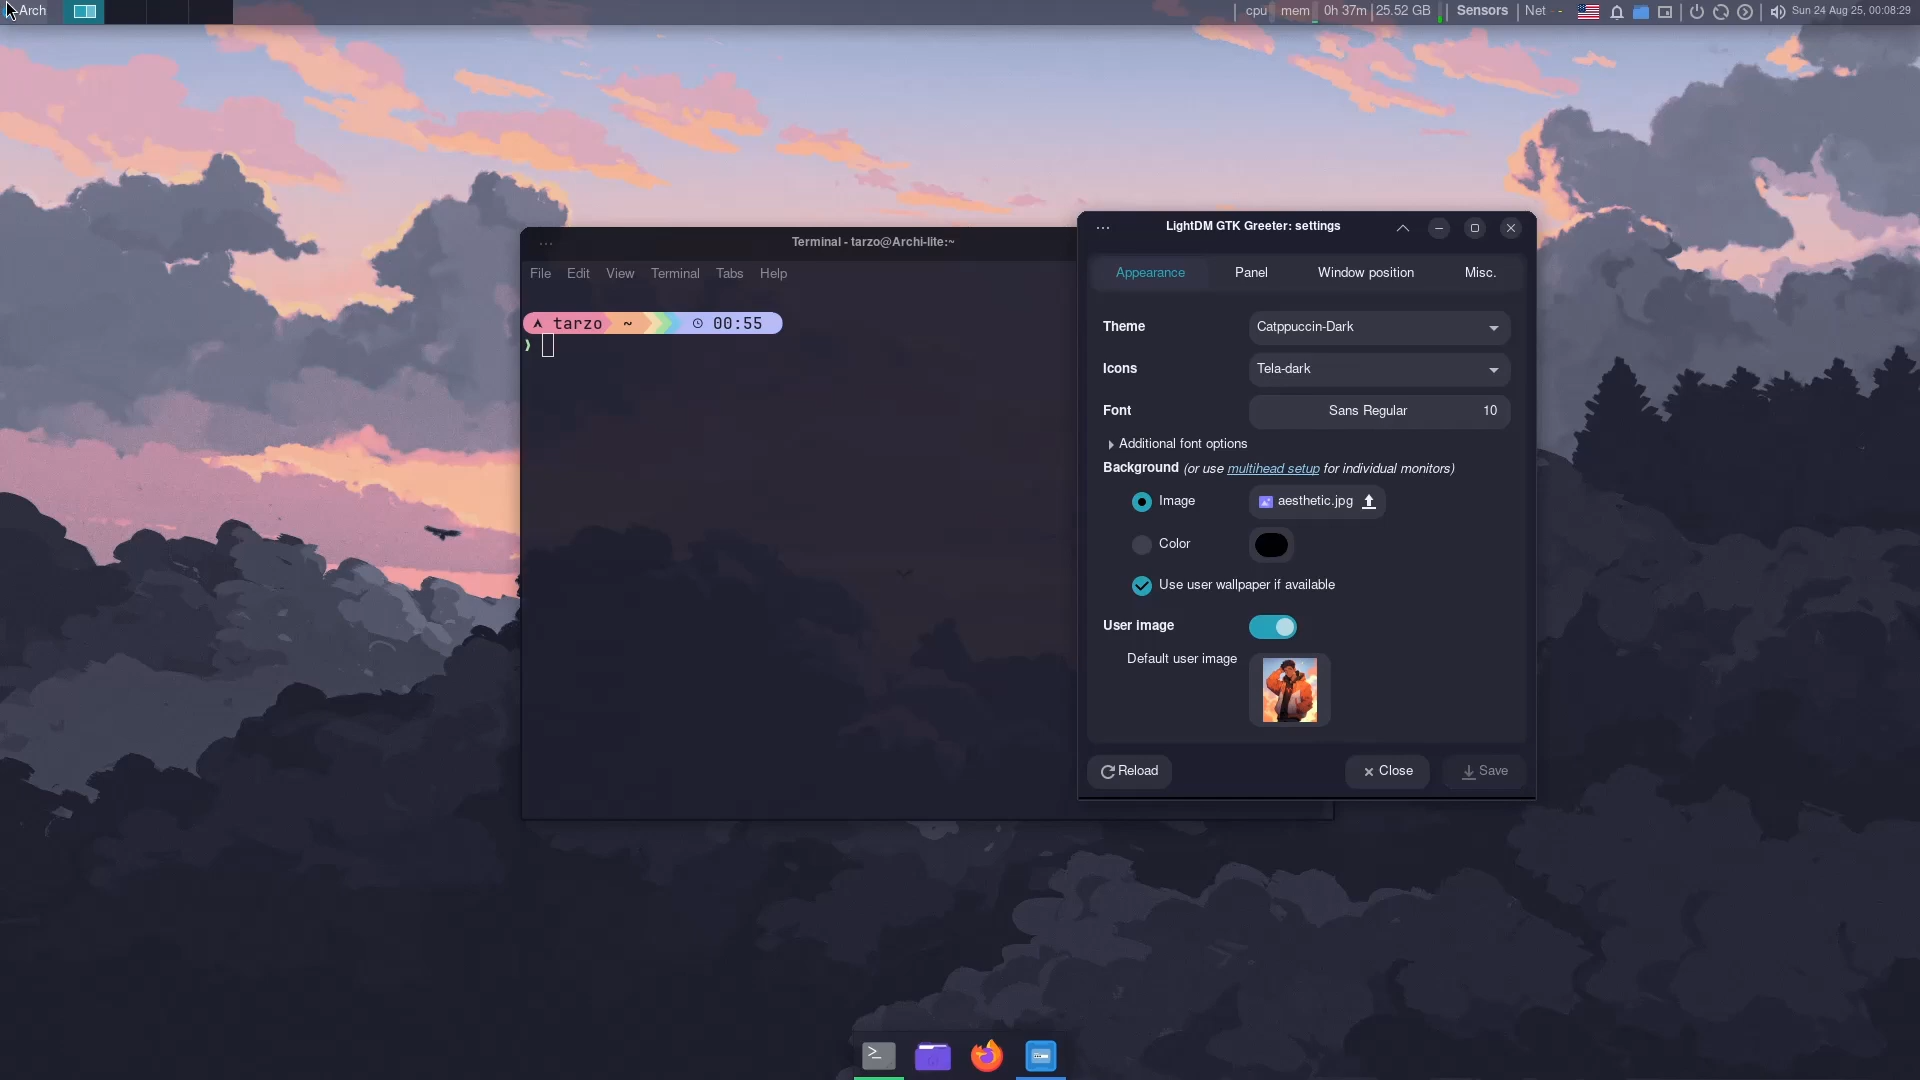 Arch
cpu mem 0h 37m 25.52 GB Sensors Net
Sun 24 Aug 25, 00:08:29
Terminal - tarzo@Archi-lite:~
File Edit View Terminal Tabs Help
tarzo ~ 00:55
❯
LightDM GTK Greeter: settings
Appearance Panel Window position Misc.
Theme Catppuccin-Dark
Icons Tela-dark
Font Sans Regular 10
Additional font options
Background (or use multihead setup for individual monitors)
Image aesthetic.jpg
Color
Use user wallpaper if available
User image
Default user image
Reload Close Save